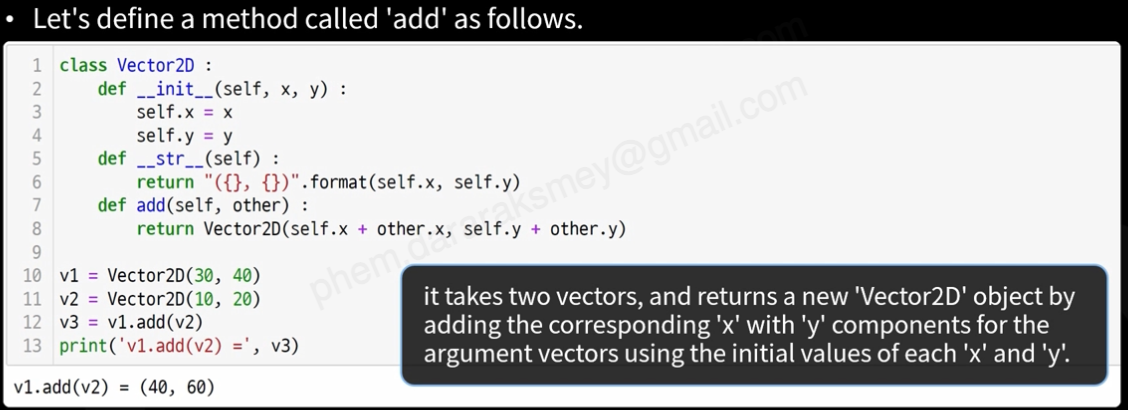 • Let's define a method called 'add' as follows.
1 class Vector2D :
2     def __init__(self, x, y) :
3         self.x = x
4         self.y = y
5     def __str__(self) :
6         return "({}, {})".format(self.x, self.y)
7     def add(self, other) :
8         return Vector2D(self.x + other.x, self.y + other.y)
9
10 v1 = Vector2D(30, 40)
11 v2 = Vector2D(10, 20)
12 v3 = v1.add(v2)
13 print('v1.add(v2) =', v3)
it takes two vectors, and returns a new 'Vector2D' object by
adding the corresponding 'x' with 'y' components for the
argument vectors using the initial values of each 'x' and 'y'.
v1.add(v2) = (40, 60)